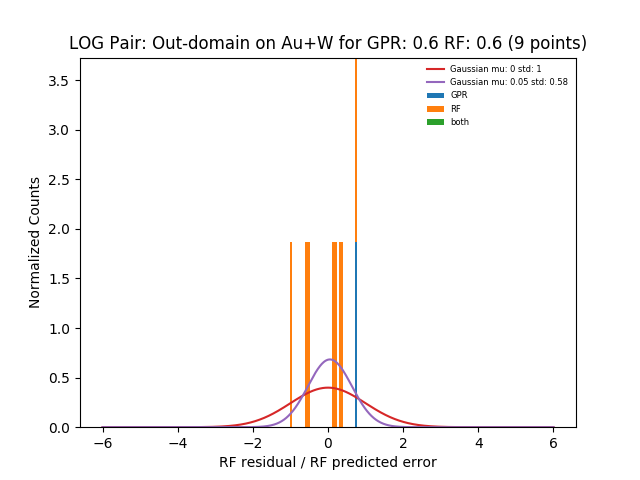 LOG Pair: Out-domain on Au+W for GPR: 0.6 RF: 0.6 (9 points)
Gaussian mu: 0 std: 1
Gaussian mu: 0.05 std: 0.58
GPR
RF
both
Normalized Counts
3.5
3.0
2.5
2.0
1.5
1.0
0.5
0.0
−6 −4 −2 0 2 4 6
RF residual / RF predicted error